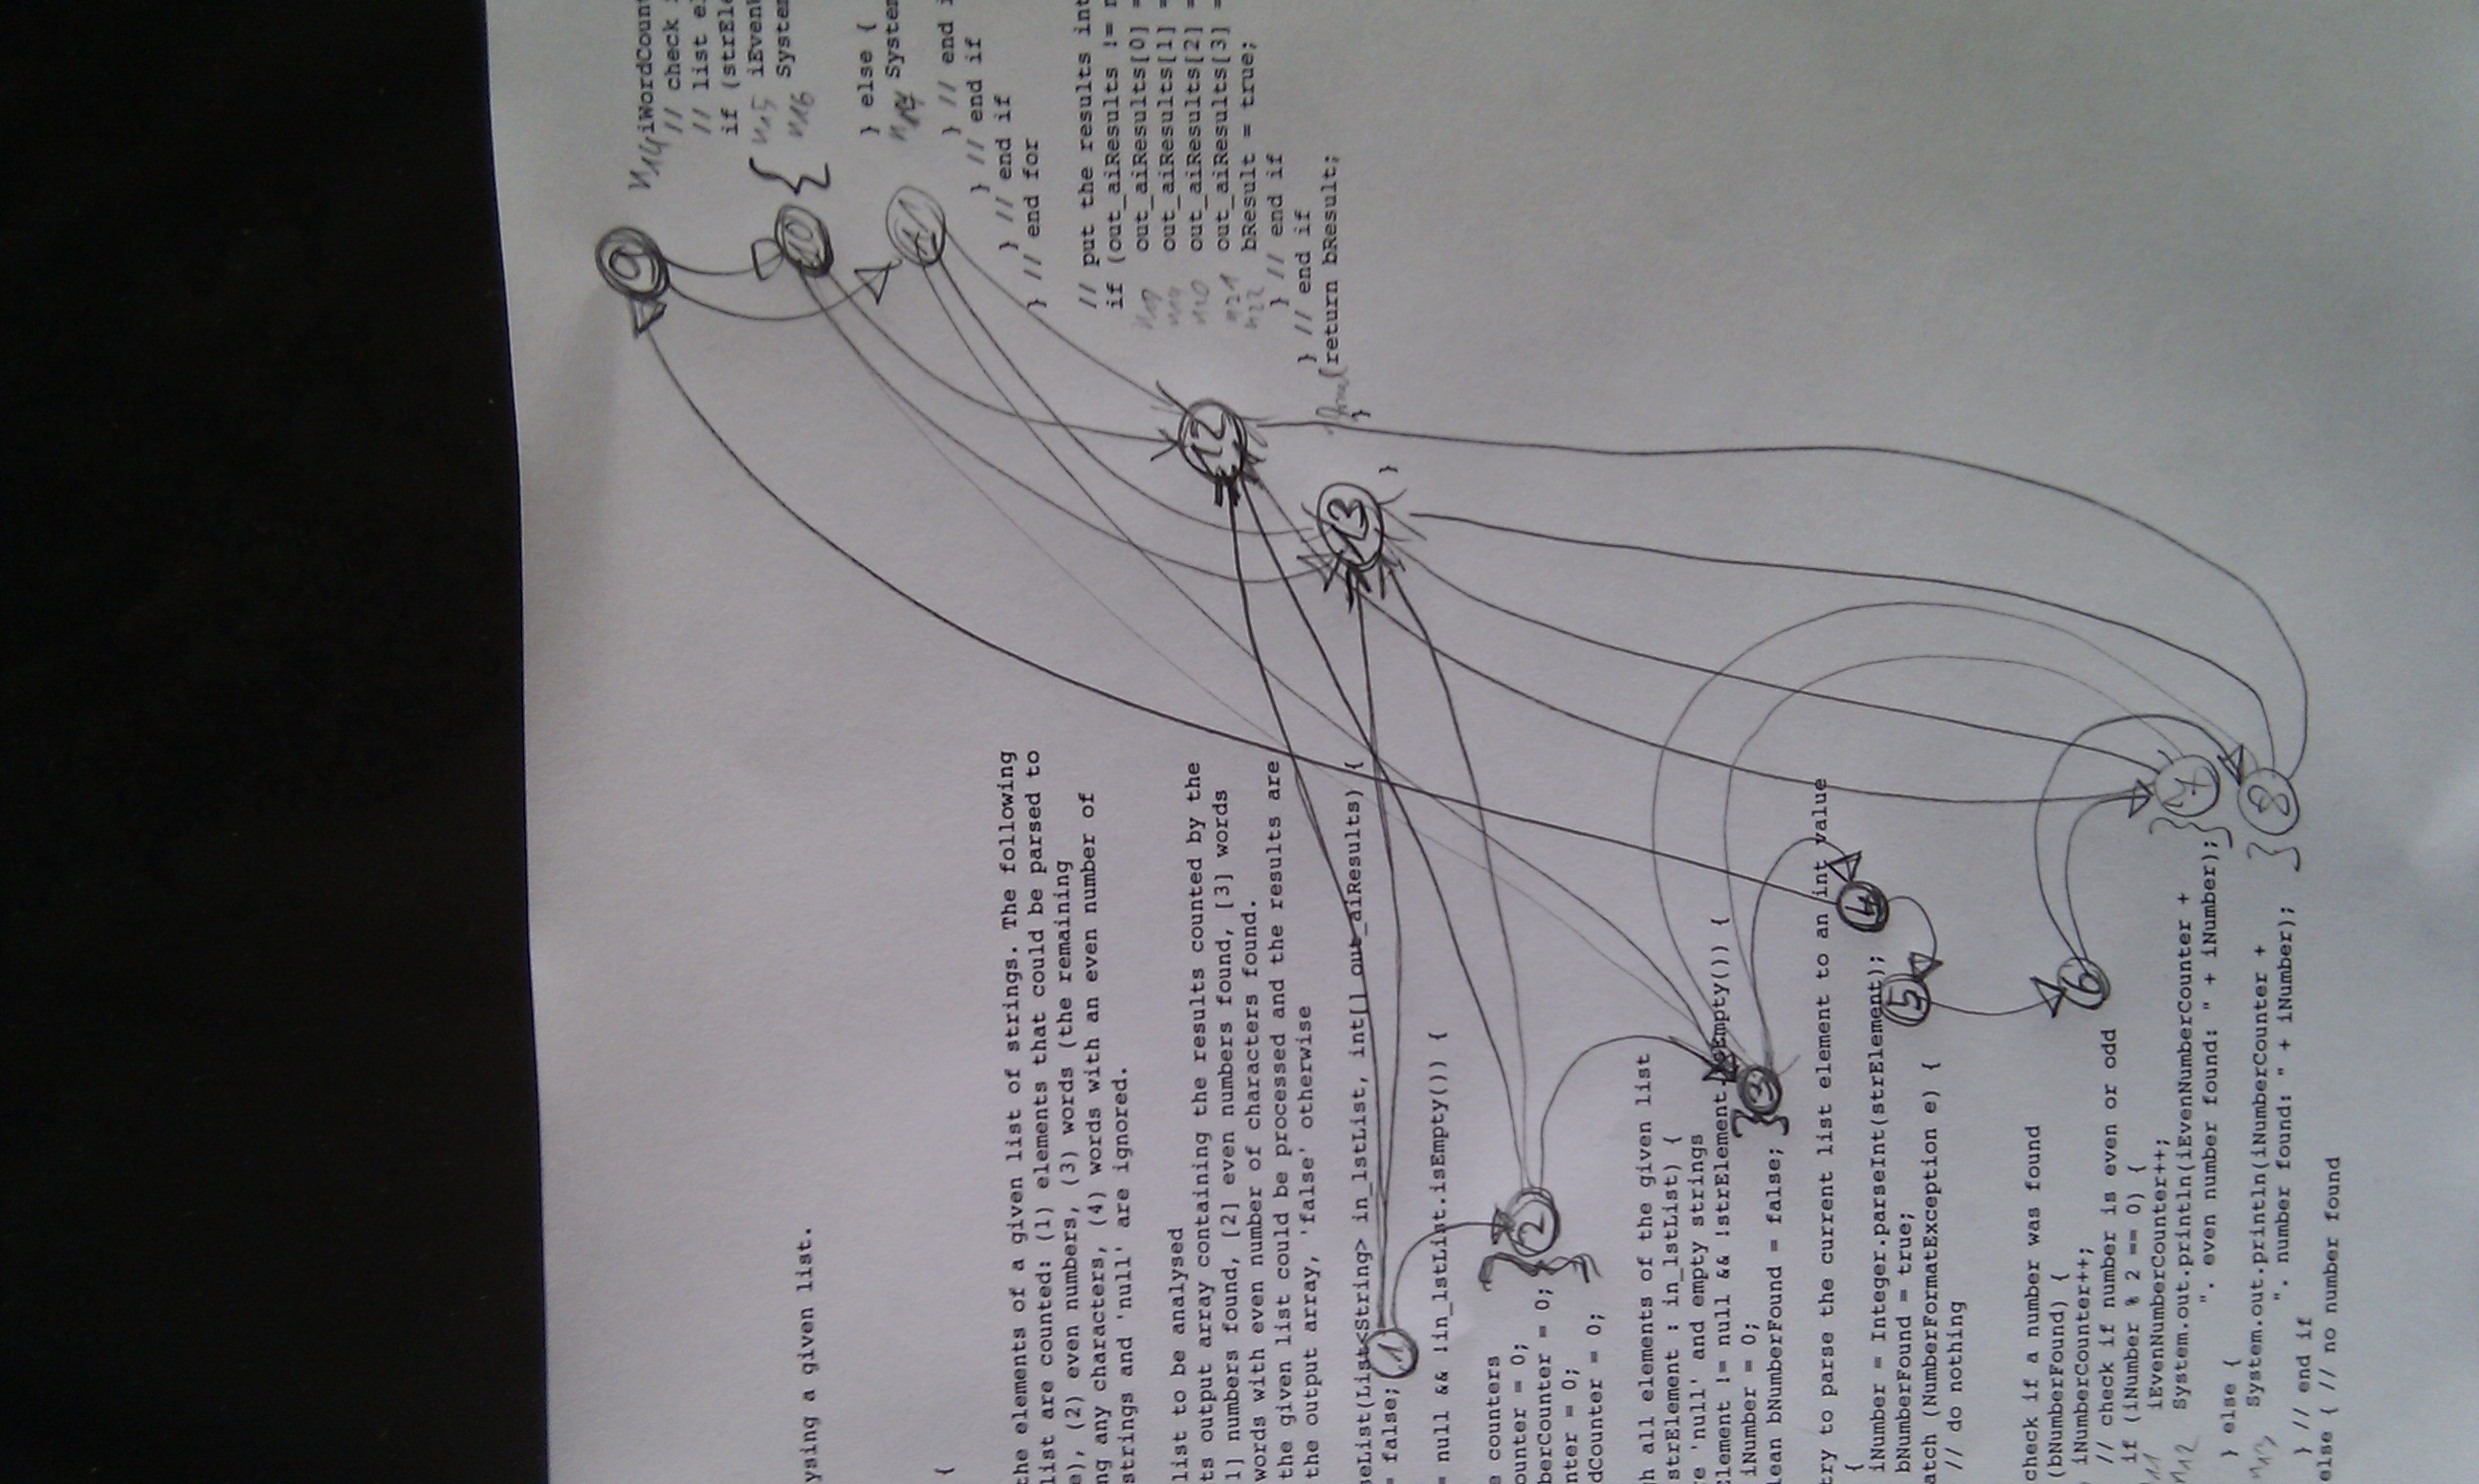 ysing a given list.
{
the elements of a given list of strings. The following
list are counted: (1) elements that could be parsed to
e), (2) even numbers, (3) words (the remaining
ng any characters, (4) words with an even number of
strings and 'null' are ignored.
list to be analysed
ts output array containing the results counted by the
1] numbers found, [2] even numbers found, [3] words
words with even number of characters found.
the given list could be processed and the results are
the output array, 'false' otherwise
seList(List<String> in_lstList, int[] out_aiResults) {
= false; 1
= null && !in_lstList.isEmpty()) {
e counters
ounter = 0;
berCounter = 0; 2
nter = 0;
dCounter = 0;
h all elements of the given list
strElement : in_lstList) {
e 'null' and empty strings
Element != null && !strElement.isEmpty()) {
iNumber = 0; 3
lean bNumberFound = false;
try to parse the current list element to an int value
{ 4
iNumber = Integer.parseInt(strElement);
bNumberFound = true; 5
atch (NumberFormatException e) {
// do nothing
check if a number was found
(bNumberFound) {
iNumberCounter++; 6
// check if number is even or odd
if (iNumber % 2 == 0) {
n11 iEvenNumberCounter++;
n12 System.out.println(iEvenNumberCounter + 7
". even number found: " + iNumber);
} else {
n13 System.out.println(iNumberCounter + 8
". number found: " + iNumber);
} // end if
else { // no number found
9 n14 iWordCount
// check
// list el
if (strEle
10 { n15 iEvenW
n16 System
} else {
11 System
} // end i
} // end if
} // end if
} // end for
// put the results int
if (out_aiResults != n
out_aiResults[0] =
n19 out_aiResults[1] =
12 n20 out_aiResults[2] =
n21 out_aiResults[3] =
n22 bResult = true;
} // end if
} // end if
13 return bResult;
}
}